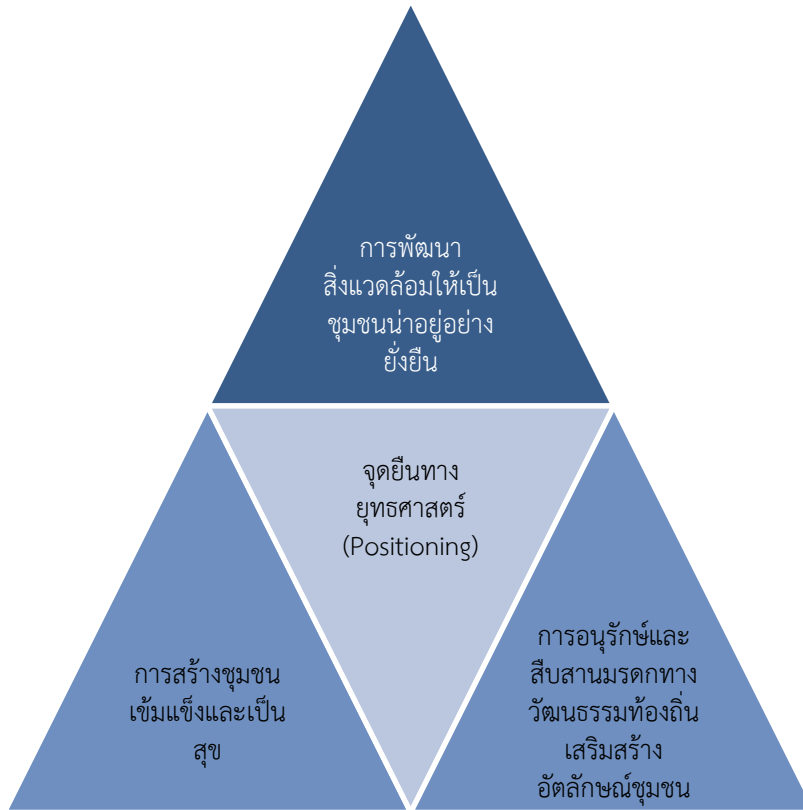 การพัฒนา
สิ่งแวดล้อมให้เป็น
ชุมชนน่าอยู่อย่าง
ยั่งยืน
จุดยืนทาง
ยุทธศาสตร์
(Positioning)
การสร้างชุมชน
เข้มแข็งและเป็น
สุข
การอนุรักษ์และ
สืบสานมรดกทาง
วัฒนธรรมท้องถิ่น
เสริมสร้าง
อัตลักษณ์ชุมชน